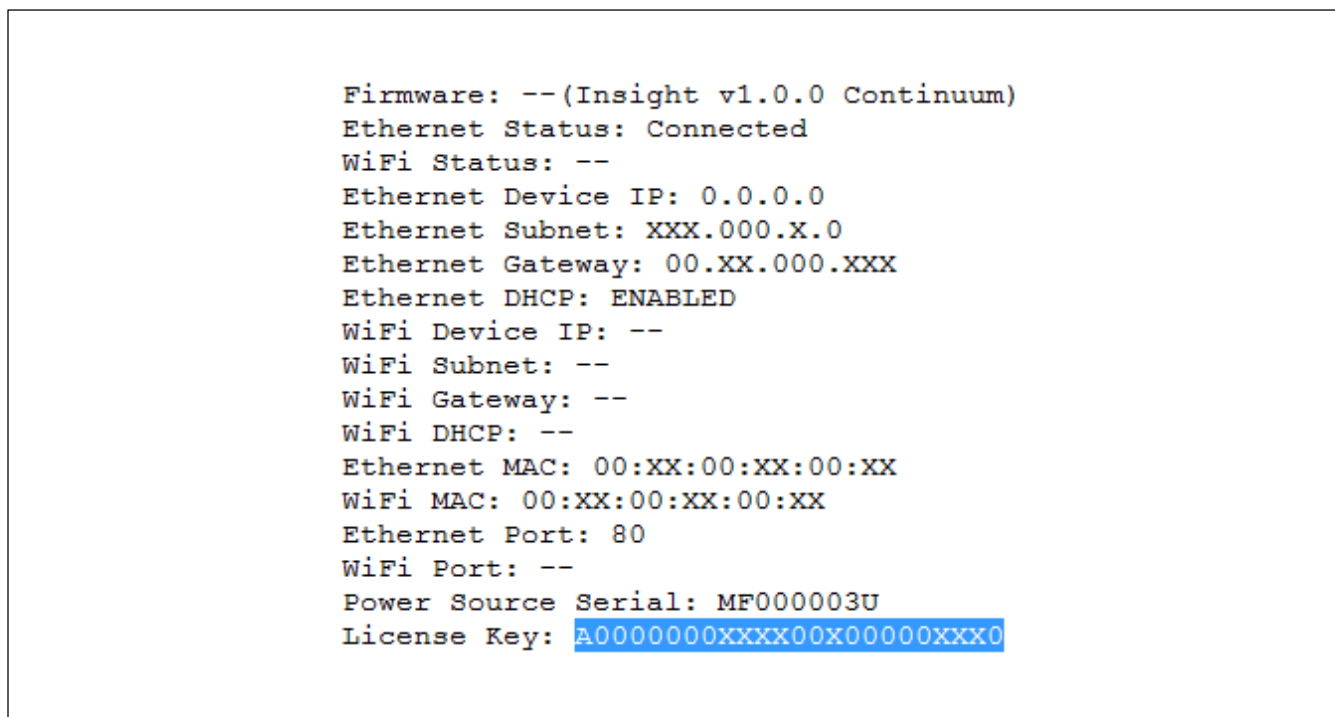 Firmware: --(Insight v1.0.0 Continuum)
Ethernet Status: Connected
WiFi Status: --
Ethernet Device IP: 0.0.0.0
Ethernet Subnet: XXX.000.X.0
Ethernet Gateway: 00.XX.000.XXX
Ethernet DHCP: ENABLED
WiFi Device IP: --
WiFi Subnet: --
WiFi Gateway: --
WiFi DHCP: --
Ethernet MAC: 00:XX:00:XX:00:XX
WiFi MAC: 00:XX:00:XX:00:XX
Ethernet Port: 80
WiFi Port: --
Power Source Serial: MF000003U
License Key: A0000000XXXX00X00000XXX0